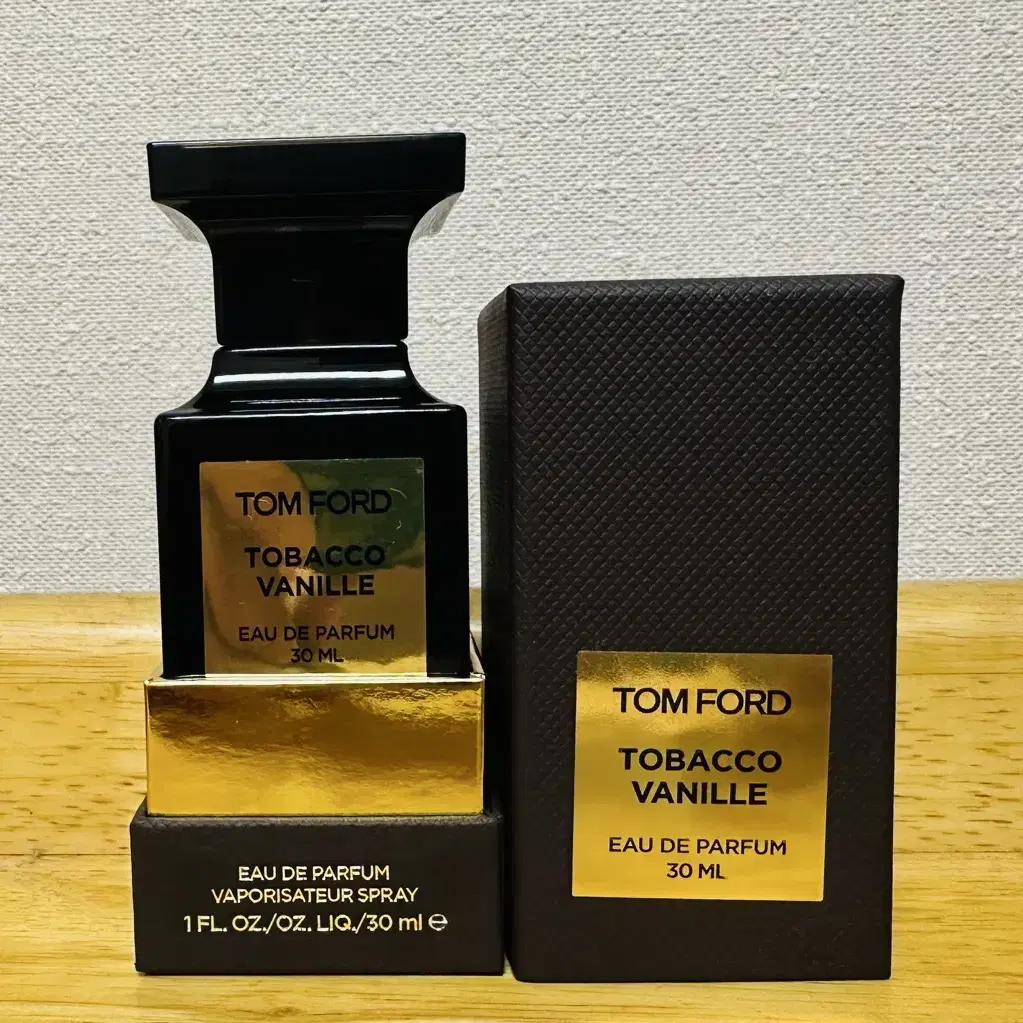 TOM FORD
TOBACCO
VANILLE
EAU DE PARFUM
30 ML
EAU DE PARFUM
VAPORISATEUR SPRAY
1 FL. OZ./OZ. LIQ./30 ml ℮
TOM FORD
TOBACCO
VANILLE
EAU DE PARFUM
30 ML